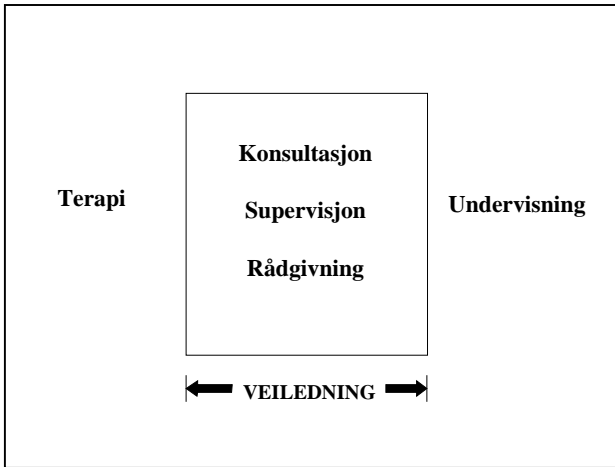 Konsultasjon
Terapi
Supervisjon
Undervisning
Rådgivning
VEILEDNING